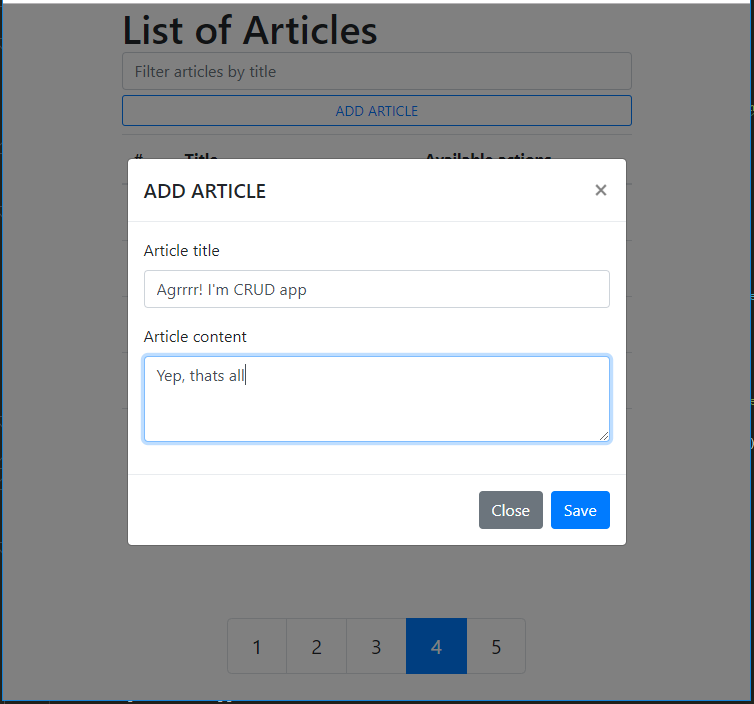 List of Articles
Filter articles by title
ADD ARTICLE
# Title Available actions
ADD ARTICLE ×
Article title
Agrrrr! I'm CRUD app
Article content
Yep, thats all
Close Save
1 2 3 4 5